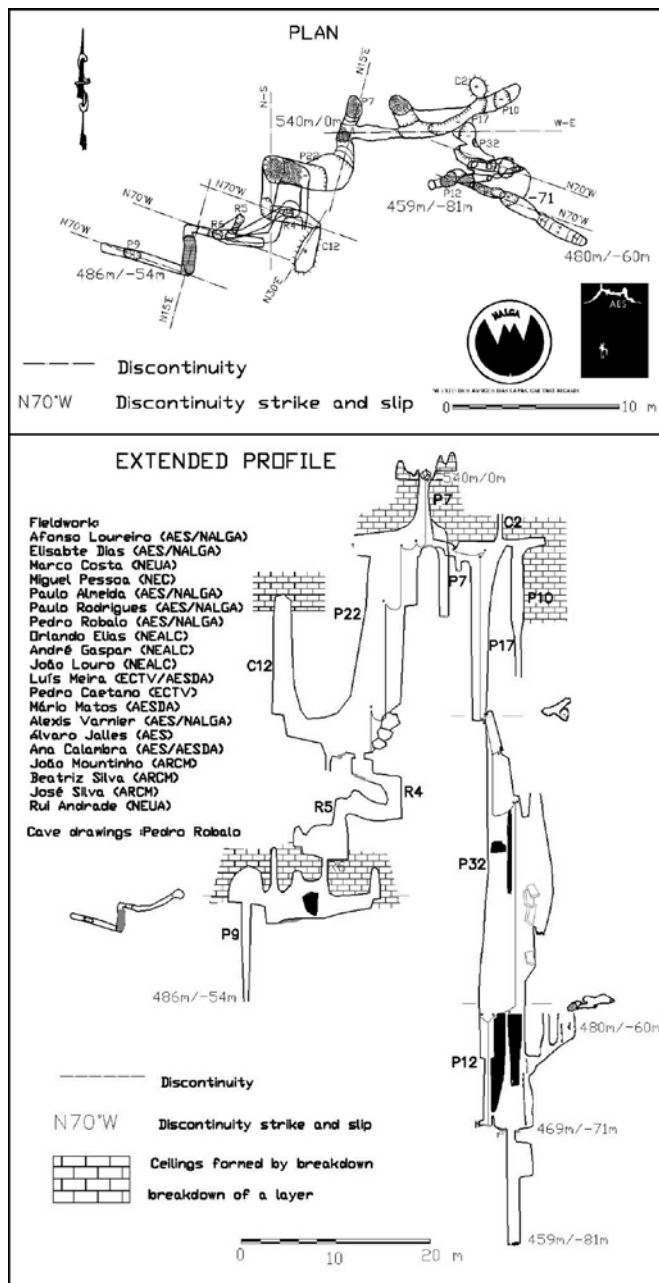 PLAN
N15°E
C2
P7
P10
N-S
540m/0m
P17
W-E
P32
P22
N70°W
P12
-71
N70°W
459m/-81m
N70°W
N70°W
R5
R6
R4
N70°W
P9
C12
480m/-60m
486m/-54m
N15°E
N30°E
NALGA
AES
Discontinuity
N70°W Discontinuity strike and slip
0 10 m
EXTENDED PROFILE
540m/0m
P7
C2
Fieldwork:
Afonso Loureiro (AES/NALGA)
Elisabte Dias (AES/NALGA)
Marco Costa (NEUA)
Miguel Pessoa (NEC)
Paulo Almeida (AES/NALGA)
Paulo Rodrigues (AES/NALGA)
Pedro Robalo (AES/NALGA)
Orlando Elias (NEALC)
André Gaspar (NEALC)
João Louro (NEALC)
Luís Meira (ECTV/AESDA)
Pedro Caetano (ECTV)
Mário Matos (AESDA)
Alexis Varnier (AES/NALGA)
Álvaro Jalles (AES)
Ana Calambra (AES/AESDA)
João Mountinho (ARCM)
Beatriz Silva (ARCM)
José Silva (ARCM)
Rui Andrade (NEUA)
Cave drawings :Pedro Robalo
P7
P10
P22
P17
C12
R4
R5
P32
P9
486m/-54m
480m/-60m
P12
469m/-71m
459m/-81m
Discontinuity
N70°W Discontinuity strike and slip
Ceilings formed by breakdown
breakdown of a layer
0 10 20 m